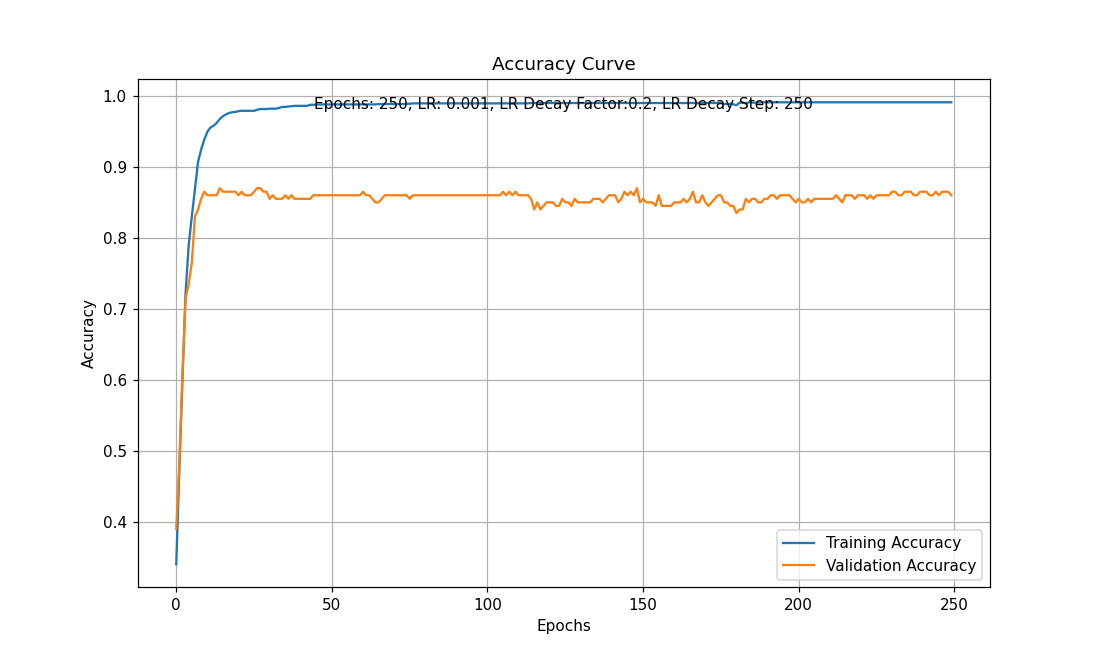 Accuracy Curve
Epochs: 250, LR: 0.001, LR Decay Factor:0.2, LR Decay Step: 250
1.0
0.9
0.8
0.7
0.6
0.5
0.4
Accuracy
Training Accuracy
Validation Accuracy
0 50 100 150 200 250
Epochs